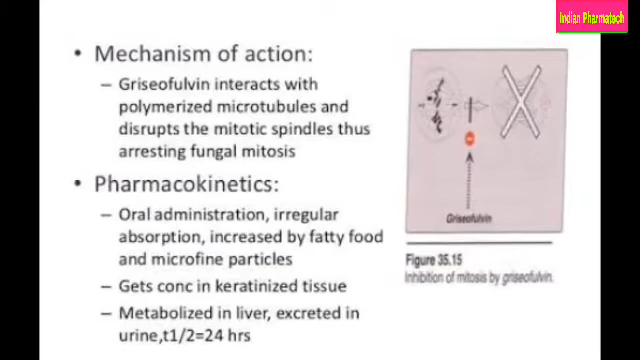 Indian Pharmatech
• Mechanism of action:
– Griseofulvin interacts with
polymerized microtubules and
disrupts the mitotic spindles thus
arresting fungal mitosis
• Pharmacokinetics:
– Oral administration, irregular
absorption, increased by fatty food
and microfine particles
– Gets conc in keratinized tissue
– Metabolized in liver, excreted in
urine,t1/2=24 hrs
Griseofulvin
Figure 35.15
Inhibition of mitosis by griseofulvin.